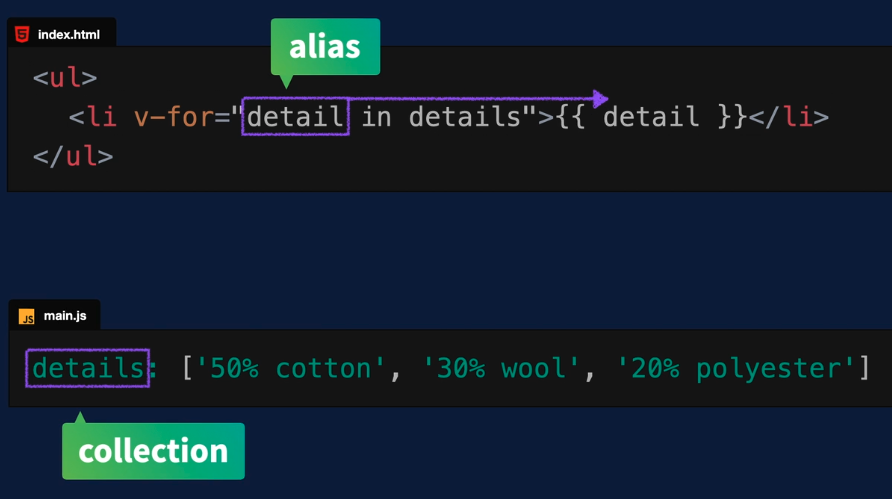 index.html
alias
<ul>
<li v-for="detail in details">{{ detail }}</li>
</ul>
JS
main.js
details: ['50% cotton', '30% wool', '20% polyester']
collection